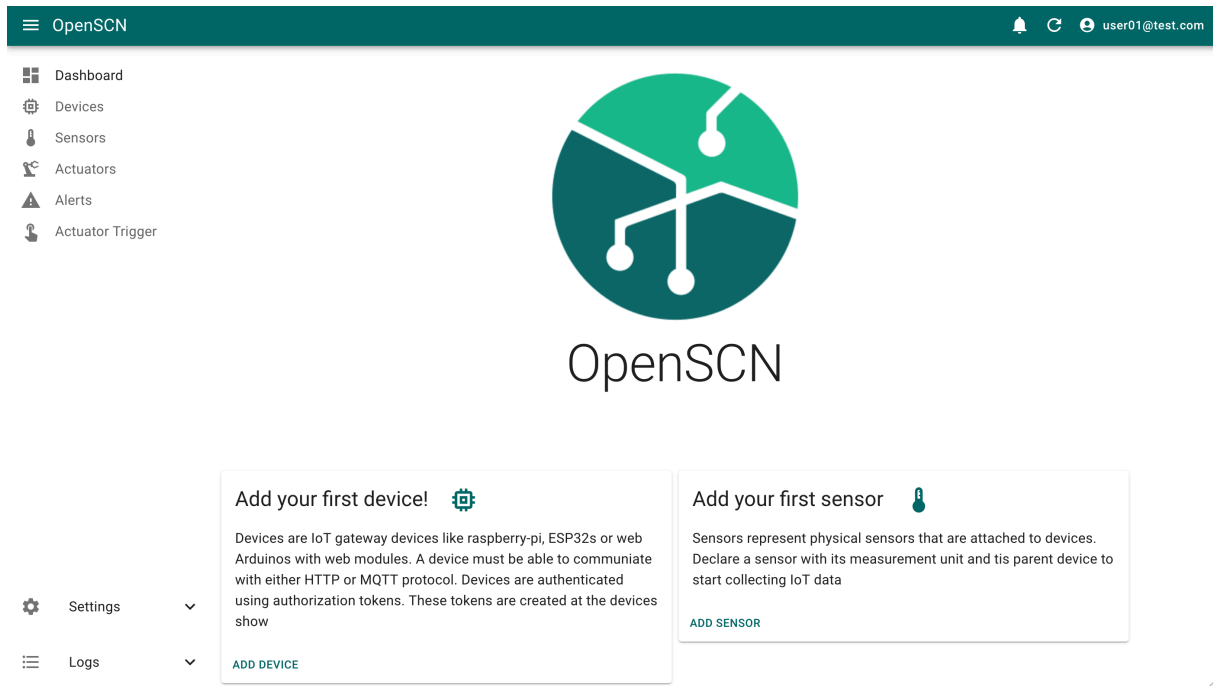 OpenSCN
user01@test.com
Dashboard
Devices
Sensors
Actuators
Alerts
Actuator Trigger
Settings
Logs
OpenSCN
Add your first device!
Devices are IoT gateway devices like raspberry-pi, ESP32s or web
Arduinos with web modules. A device must be able to communiate
with either HTTP or MQTT protocol. Devices are authenticated
using authorization tokens. These tokens are created at the devices
show
ADD DEVICE
Add your first sensor
Sensors represent physical sensors that are attached to devices.
Declare a sensor with its measurement unit and tis parent device to
start collecting IoT data
ADD SENSOR